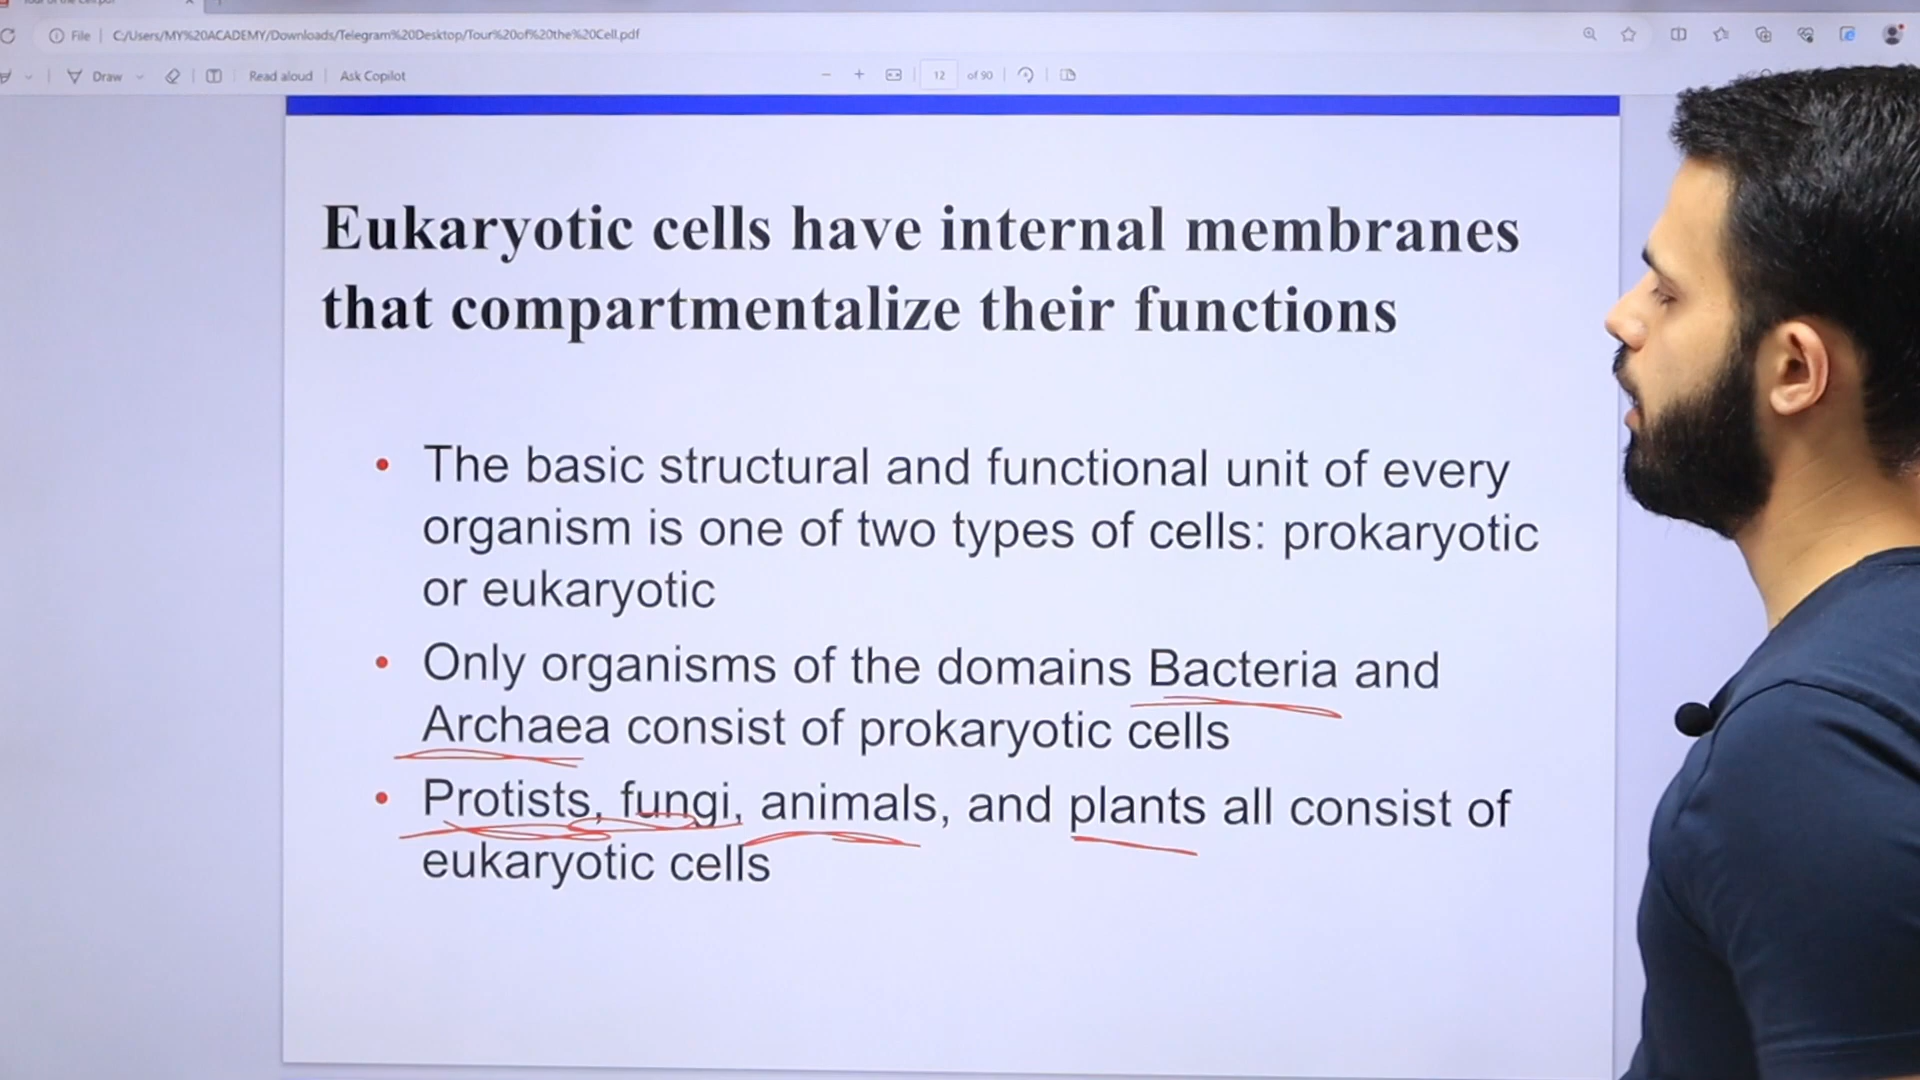 File | C:/Users/MY%20ACADEMY/Downloads/Telegram%20Desktop/Tour%20of%20the%20Cell.pdf
Draw | Read aloud | Ask Copilot
12 of 90
Eukaryotic cells have internal membranes
that compartmentalize their functions
• The basic structural and functional unit of every
organism is one of two types of cells: prokaryotic
or eukaryotic
• Only organisms of the domains Bacteria and
Archaea consist of prokaryotic cells
• Protists, fungi, animals, and plants all consist of
eukaryotic cells